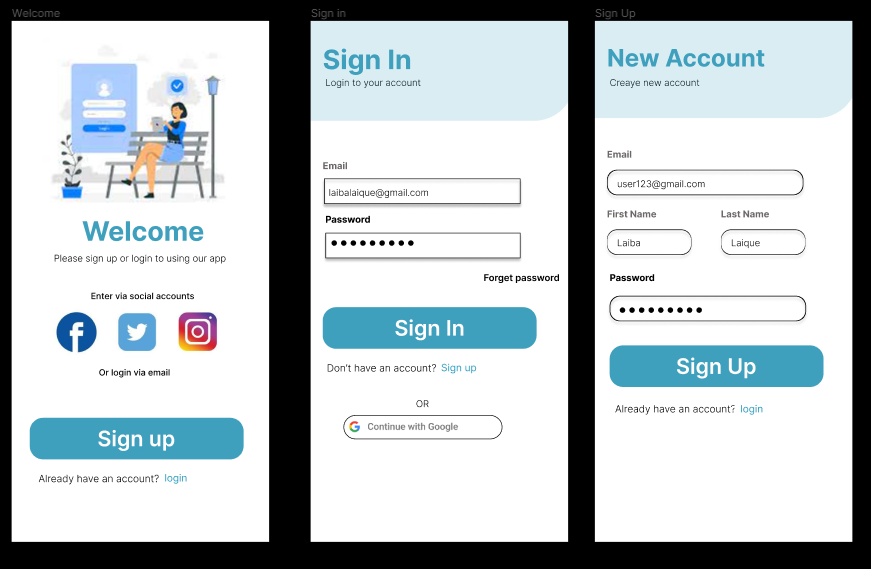 Welcome
Welcome
Please sign up or login to using our app
Enter via social accounts
Or login via email
Sign up
Already have an account? login
Sign in
Sign In
Login to your account
Email
laibalaique@gmail.com
Password
Forget password
Sign In
Don't have an account? Sign up
OR
Continue with Google
Sign Up
New Account
Creaye new account
Email
user123@gmail.com
First Name Last Name
Laiba Laique
Password
Sign Up
Already have an account? login